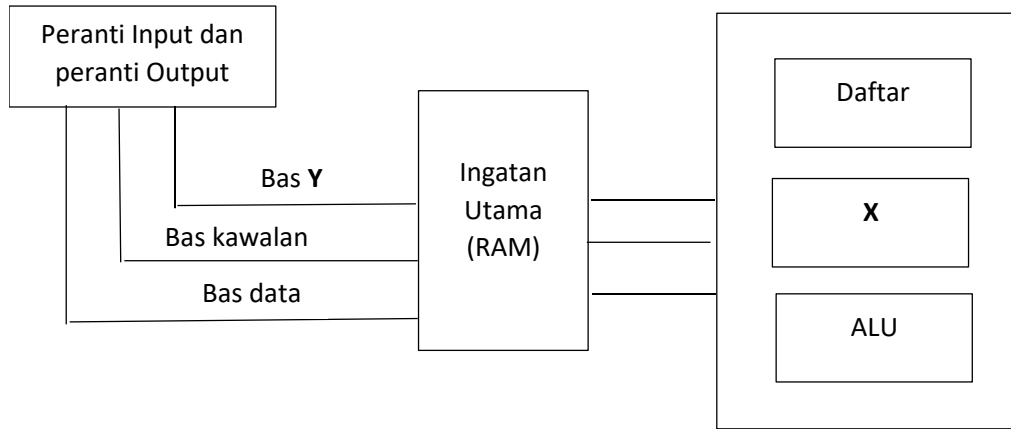 Peranti Input dan
peranti Output
Bas Y
Bas kawalan
Bas data
Ingatan
Utama
(RAM)
Daftar
X
ALU